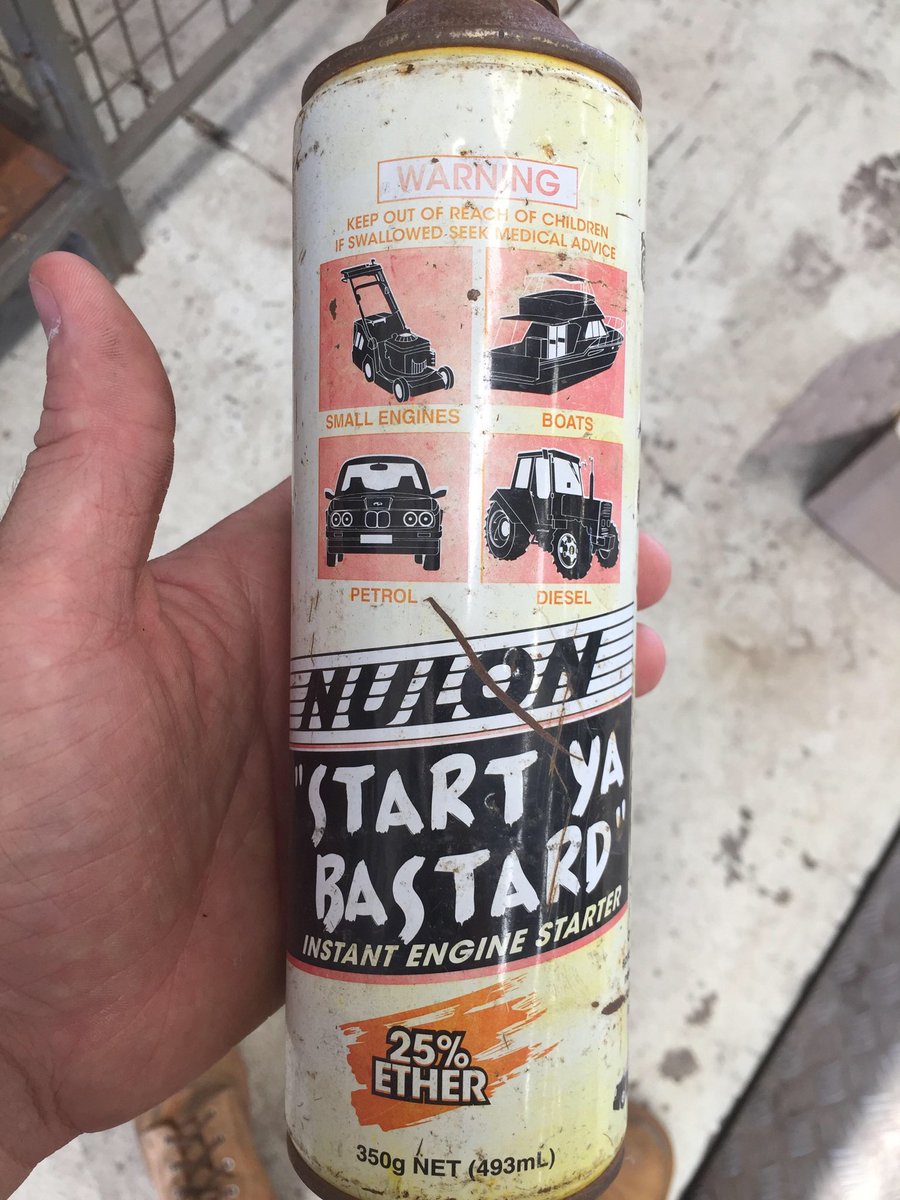 WARNING
KEEP OUT OF REACH OF CHILDREN
IF SWALLOWED SEEK MEDICAL ADVICE
SMALL ENGINES BOATS
PETROL DIESEL
NULON
"START YA
BASTARD"
INSTANT ENGINE STARTER
25%
ETHER
350g NET (493mL)